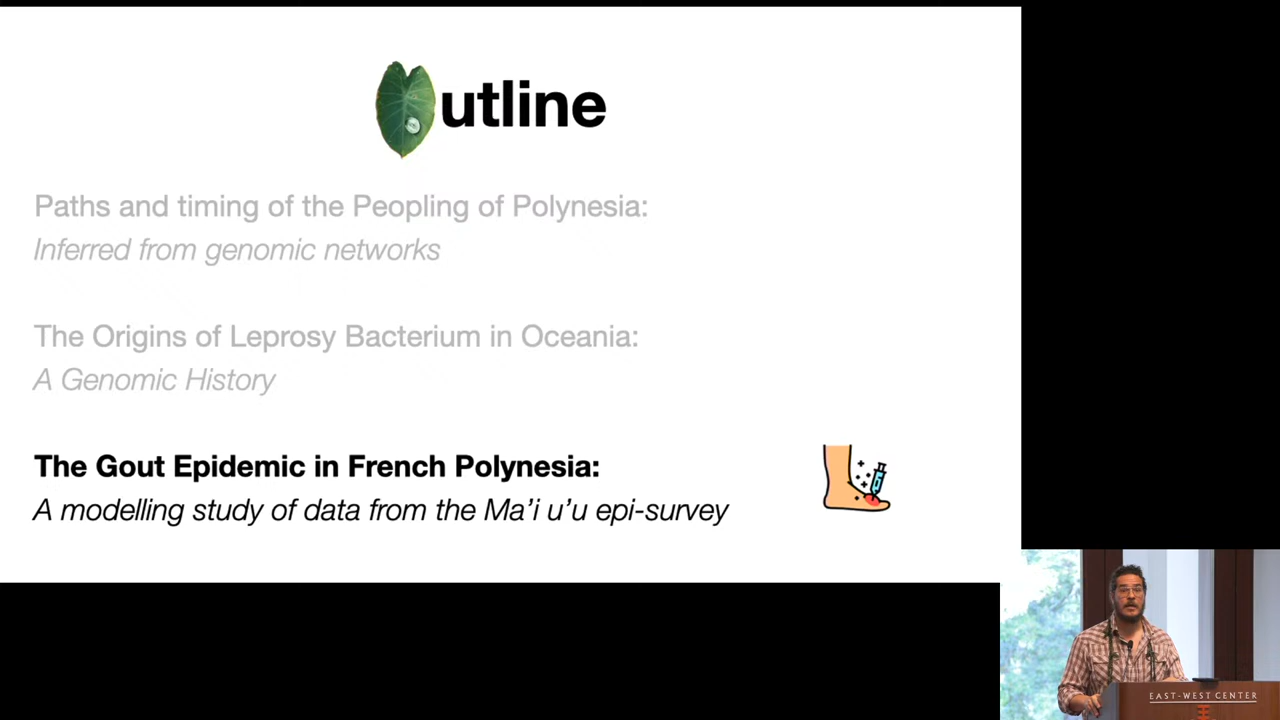 utline
Paths and timing of the Peopling of Polynesia:
Inferred from genomic networks
The Origins of Leprosy Bacterium in Oceania:
A Genomic History
The Gout Epidemic in French Polynesia:
A modelling study of data from the Ma’i u’u epi-survey
EAST-WEST CENTER